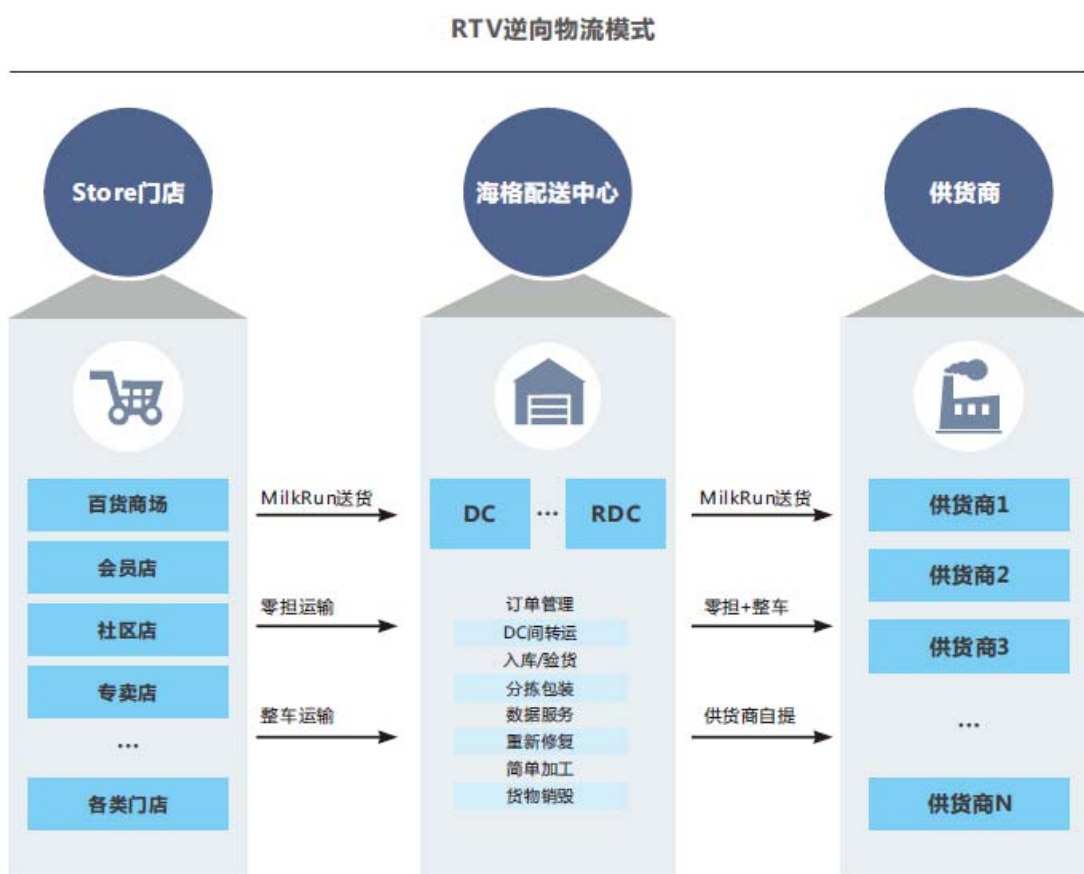 RTV逆向物流模式
Store门店
海格配送中心
供货商
百货商场
会员店
社区店
专卖店
...
各类门店
MilkRun送货
零担运输
整车运输
DC
...
RDC
订单管理
DC间转运
入库/验货
分拣包装
数据服务
重新修复
简单加工
货物销毁
MilkRun送货
零担+整车
供货商自提
供货商1
供货商2
供货商3
...
供货商N